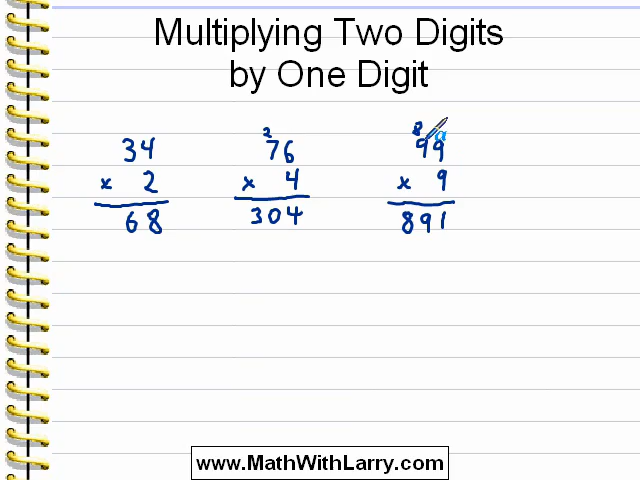 Multiplying Two Digits
by One Digit
2 8
34 76 99
x 2 x 4 x 9
68 304 891
www.MathWithLarry.com